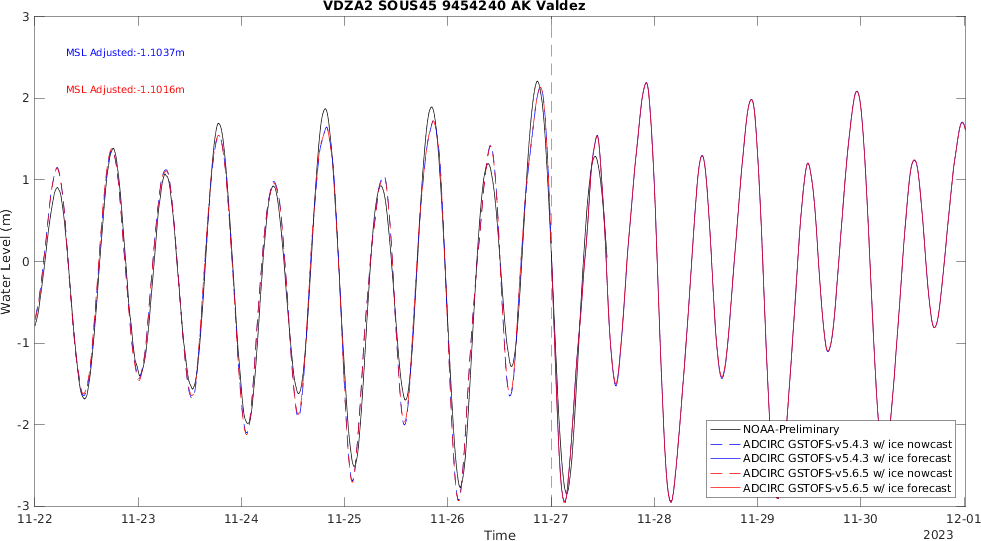 VDZA2 SOUS45 9454240 AK Valdez
MSL Adjusted:-1.1037m
MSL Adjusted:-1.1016m
3
2
1
0
-1
-2
-3
Water Level (m)
NOAA-Preliminary
ADCIRC GSTOFS-v5.4.3 w/ ice nowcast
ADCIRC GSTOFS-v5.4.3 w/ ice forecast
ADCIRC GSTOFS-v5.6.5 w/ ice nowcast
ADCIRC GSTOFS-v5.6.5 w/ ice forecast
11-22 11-23 11-24 11-25 11-26 11-27 11-28 11-29 11-30 12-01
Time
2023